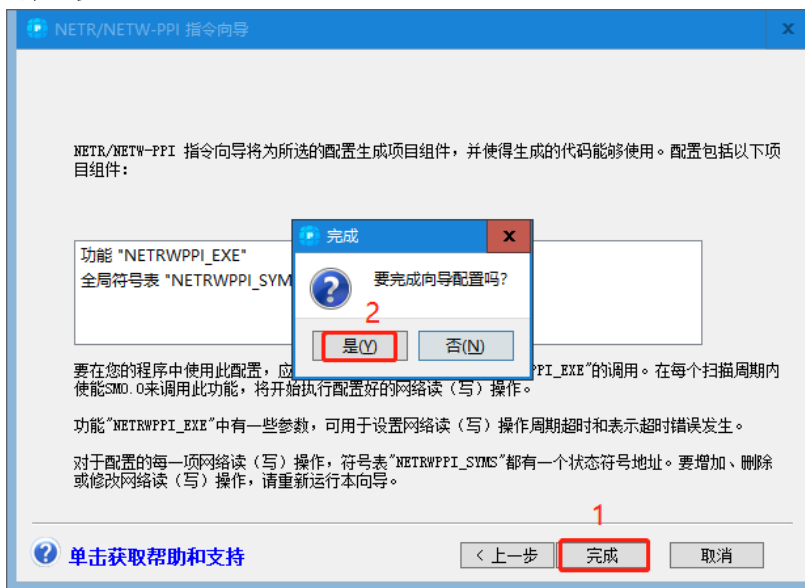 NETR/NETW-PPI 指令向导
x
NETR/NETW-PPI 指令向导将为所选的配置生成项目组件，并使得生成的代码能够使用。配置包括以下项
目组件：
功能 "NETRWPPI_EXE"
全局符号表 "NETRWPPI_SYM
完成
x
要完成向导配置吗?
2
是(Y)
否(N)
要在您的程序中使用此配置，应
PI_EXE"的调用。在每个扫描周期内
使能SM0.0来调用此功能，将开始执行配置好的网络读（写）操作。
功能"NETRWPPI_EXE"中有一些参数，可用于设置网络读（写）操作周期超时和表示超时错误发生。
对于配置的每一项网络读（写）操作，符号表"NETRWPPI_SYMS"都有一个状态符号地址。要增加、删除
或修改网络读（写）操作，请重新运行本向导。
1
单击获取帮助和支持
< 上一步
完成
取消